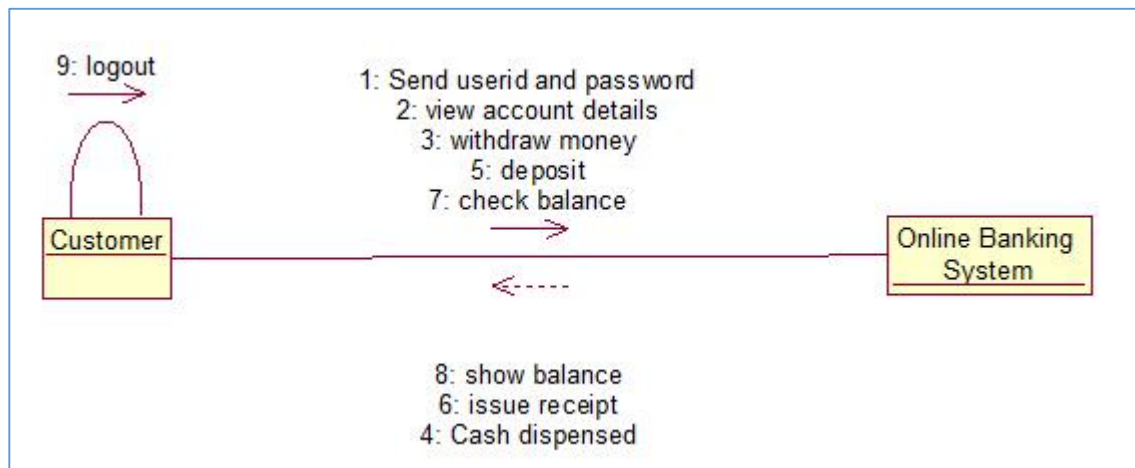 9: logout
1: Send userid and password
2: view account details
3: withdraw money
5: deposit
7: check balance
Customer
Online Banking
System
8: show balance
6: issue receipt
4: Cash dispensed